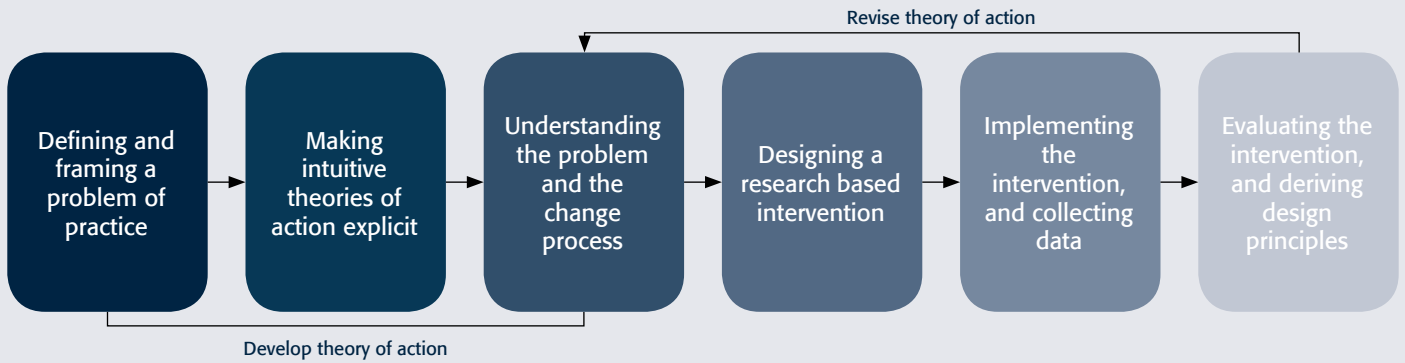 Revise theory of action
Defining and
framing a
problem of
practice
Making
intuitive
theories of
action explicit
Understanding
the problem
and the
change
process
Designing a
research based
intervention
Implementing
the
intervention,
and collecting
data
Evaluating the
intervention,
and deriving
design
principles
Develop theory of action